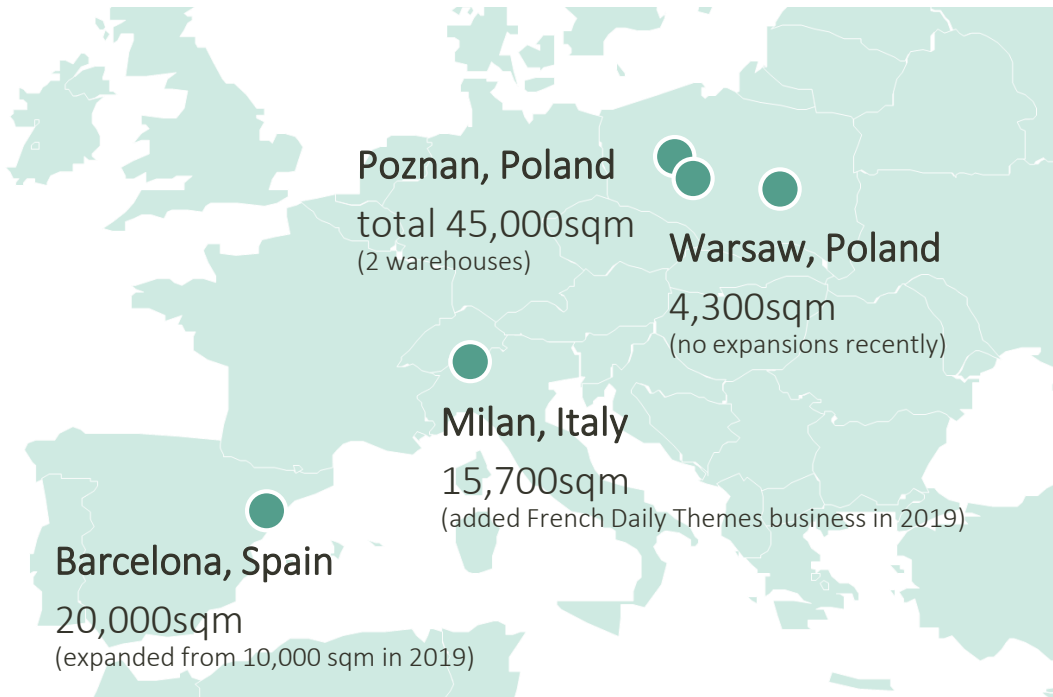 Poznan, Poland
total 45,000sqm
(2 warehouses)
Warsaw, Poland
4,300sqm
(no expansions recently)
Milan, Italy
15,700sqm
(added French Daily Themes business in 2019)
Barcelona, Spain
20,000sqm
(expanded from 10,000 sqm in 2019)